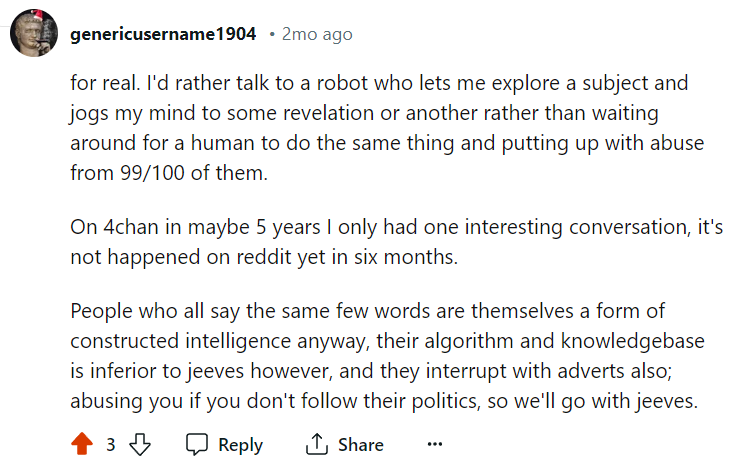 genericusername1904 • 2mo ago
for real. I'd rather talk to a robot who lets me explore a subject and
jogs my mind to some revelation or another rather than waiting
around for a human to do the same thing and putting up with abuse
from 99/100 of them.
On 4chan in maybe 5 years I only had one interesting conversation, it's
not happened on reddit yet in six months.
People who all say the same few words are themselves a form of
constructed intelligence anyway, their algorithm and knowledgebase
is inferior to jeeves however, and they interrupt with adverts also;
abusing you if you don't follow their politics, so we'll go with jeeves.
3 Reply Share